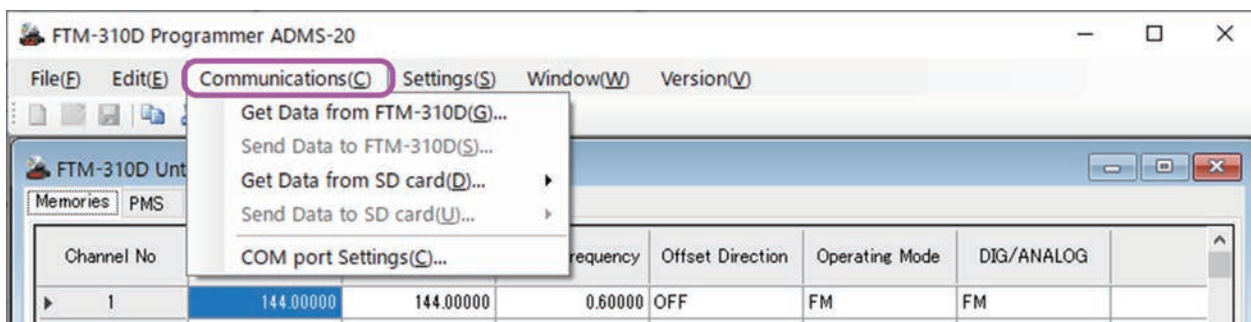 FTM-310D Programmer ADMS-20
File(F) Edit(E) Communications(C) Settings(S) Window(W) Version(V)
Get Data from FTM-310D(G)...
Send Data to FTM-310D(S)...
Get Data from SD card(D)...
Send Data to SD card(U)...
COM port Settings(C)...
FTM-310D Unt
Memories PMS
Channel No requency Offset Direction Operating Mode DIG/ANALOG
1 144.00000 144.00000 0.60000 OFF FM FM